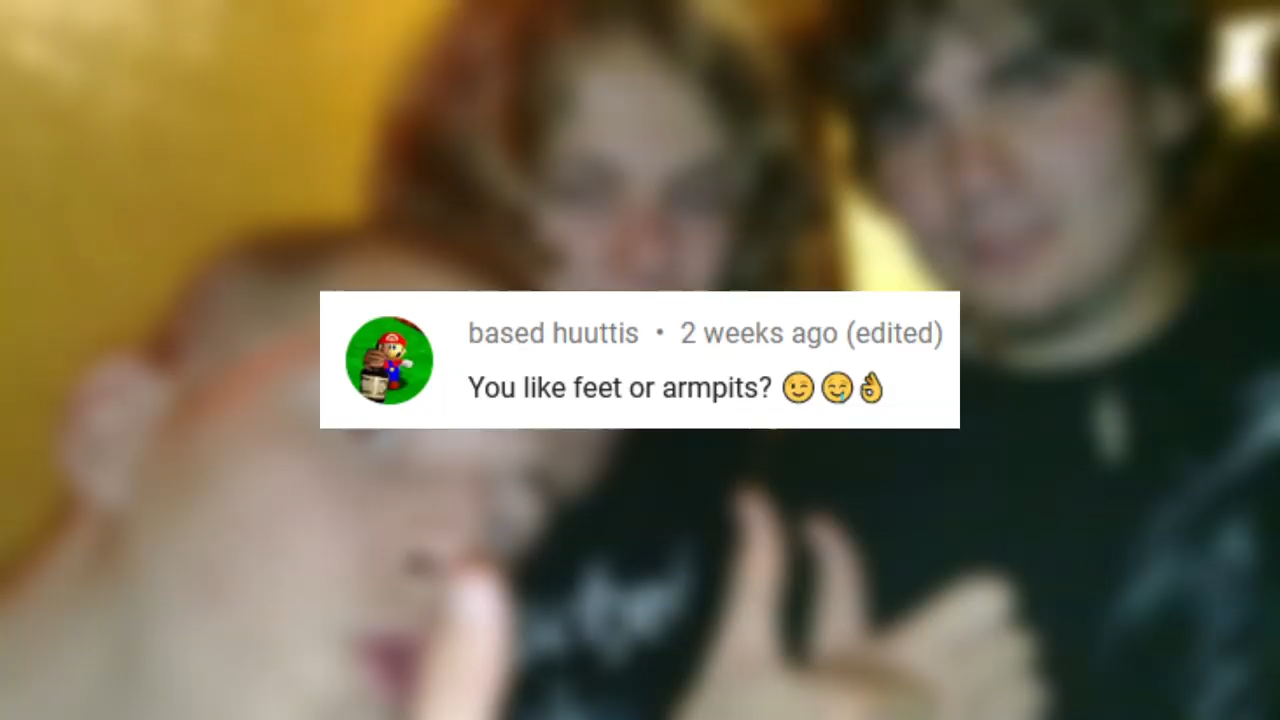 based huuttis • 2 weeks ago (edited)
You like feet or armpits? 😉🤤👌